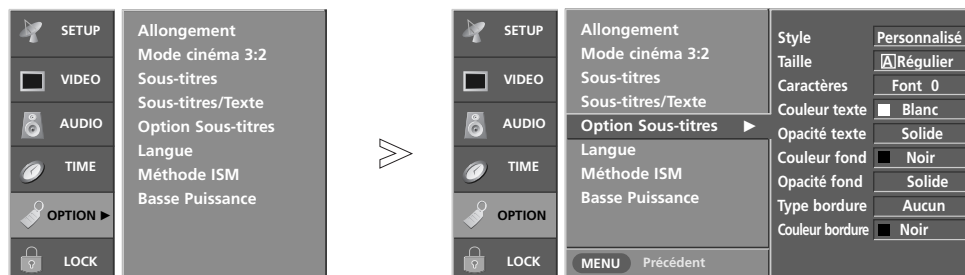 SETUP
VIDEO
AUDIO
TIME
OPTION ►
LOCK
Allongement
Mode cinéma 3:2
Sous-titres
Sous-titres/Texte
Option Sous-titres
Langue
Méthode ISM
Basse Puissance
>
SETUP
VIDEO
AUDIO
TIME
OPTION
LOCK
Allongement
Mode cinéma 3:2
Sous-titres
Sous-titres/Texte
Option Sous-titres ►
Langue
Méthode ISM
Basse Puissance
MENU Précédent
Style Personnalisé
Taille A Régulier
Caractères Font 0
Couleur texte Blanc
Opacité texte Solide
Couleur fond Noir
Opacité fond Solide
Type bordure Aucun
Couleur bordure Noir